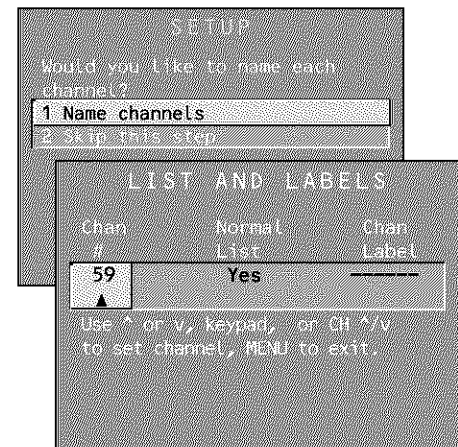 SETUP
Would you like to name each
channel?
1 Name channels
2 Skip this step
LIST AND LABELS
Chan Normal Chan
# List Label
59 Yes ------
Use ^ or v, keypad, or CH ^/v
to set channel, MENU to exit.